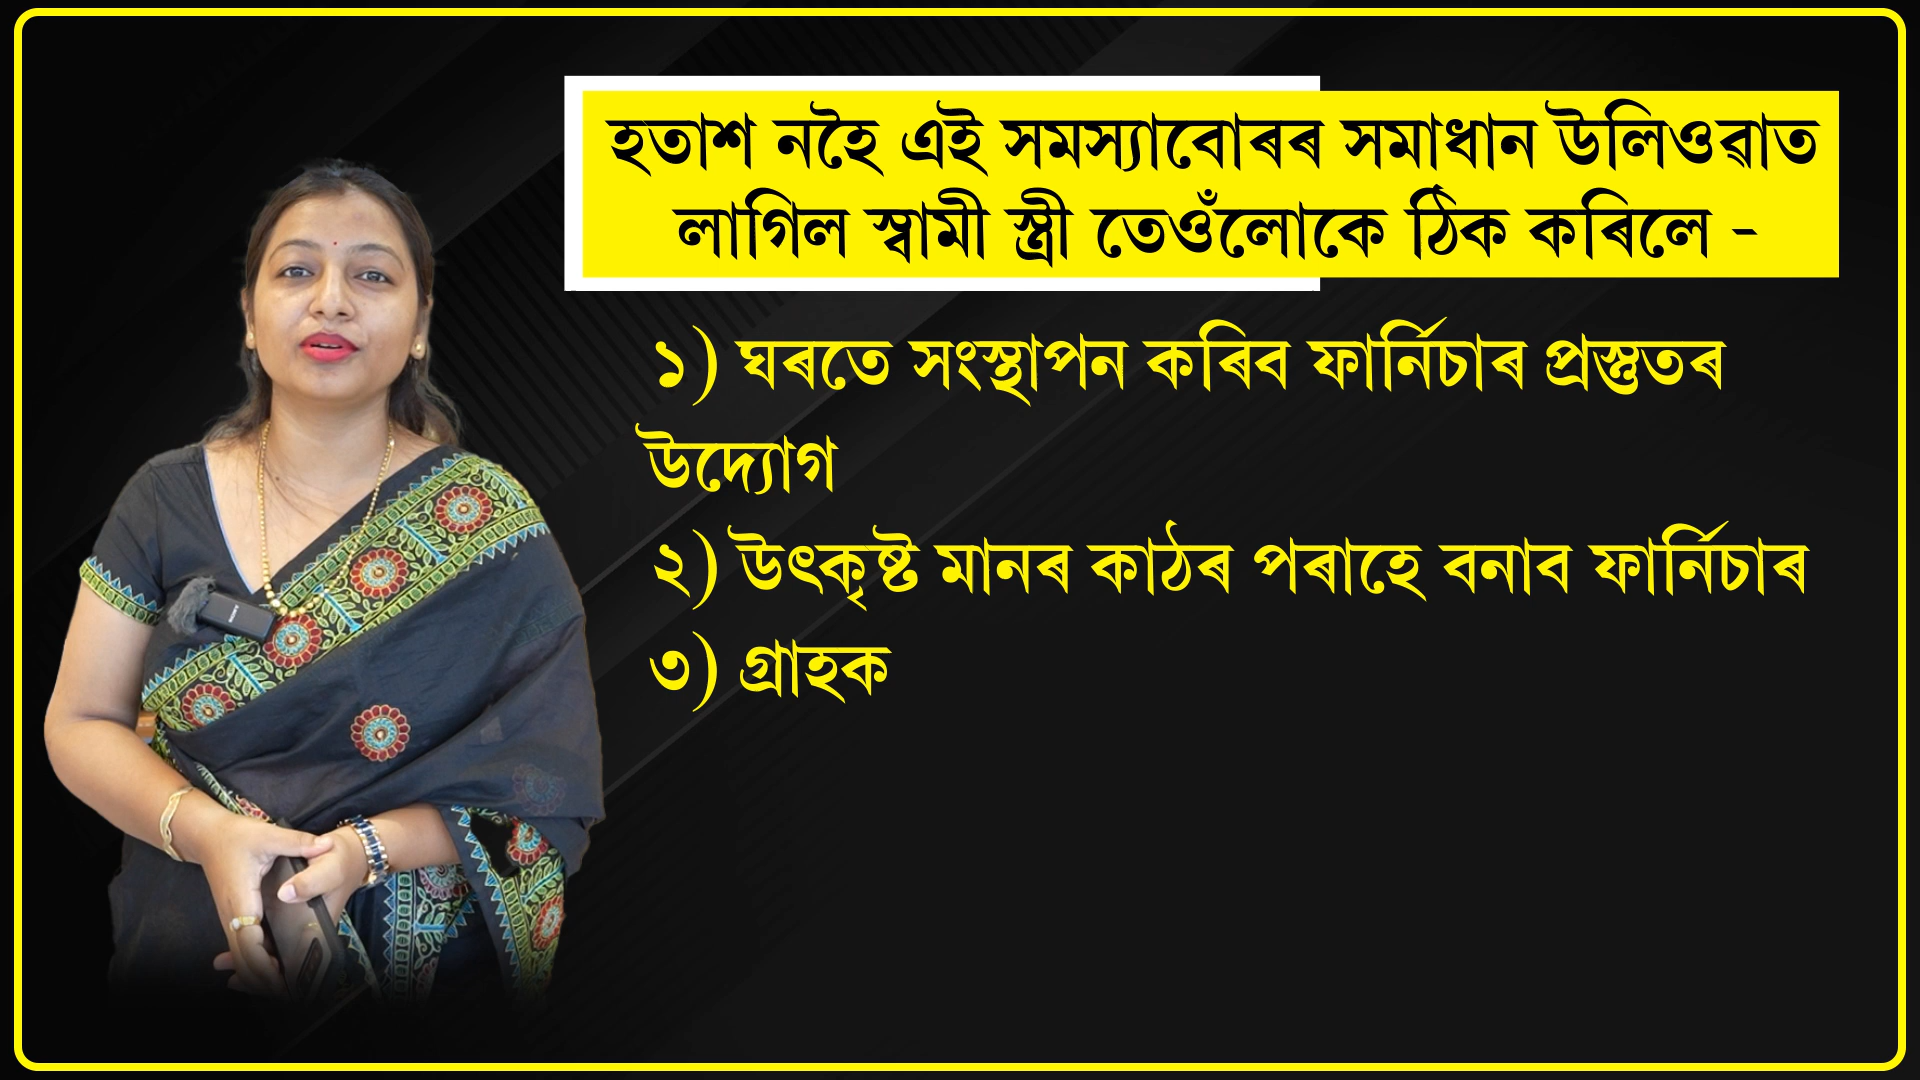 হতাশ নহৈ এই সমস্যাবোৰৰ সমাধান উলিওৱাত
লাগিল স্বামী স্ত্ৰী তেওঁলোকে ঠিক কৰিলে -
১) ঘৰতে সংস্থাপন কৰিব ফাৰ্নিচাৰ প্ৰস্তুতৰ
উদ্যোগ
২) উৎকৃষ্ট মানৰ কাঠৰ পৰাহে বনাব ফাৰ্নিচাৰ
৩) গ্ৰাহক